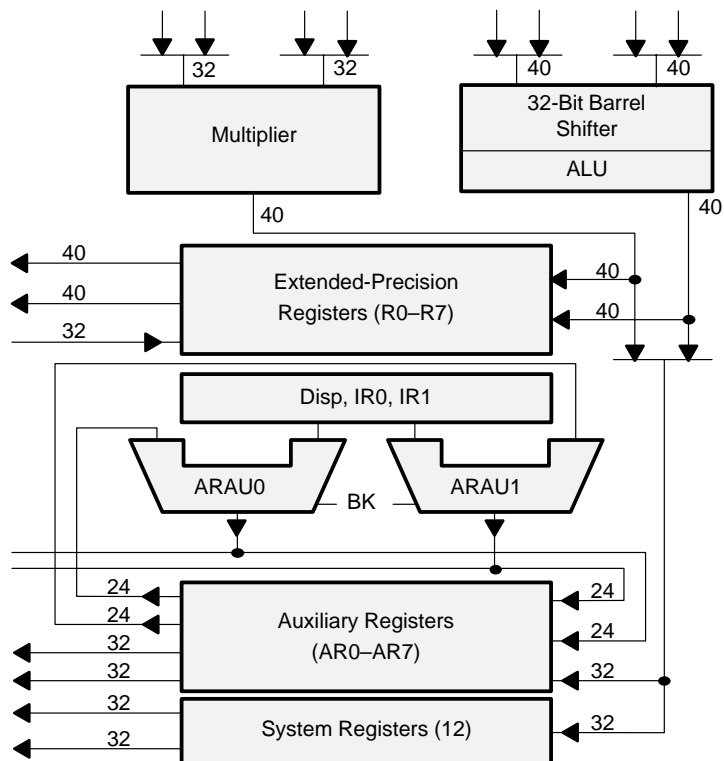 32
32
40
40
Multiplier
32-Bit Barrel
Shifter
ALU
40
40
40
40
32
Extended-Precision
Registers (R0–R7)
40
40
Disp, IR0, IR1
ARAU0
BK
ARAU1
24
24
32
32
Auxiliary Registers
(AR0–AR7)
24
24
32
32
32
System Registers (12)
32